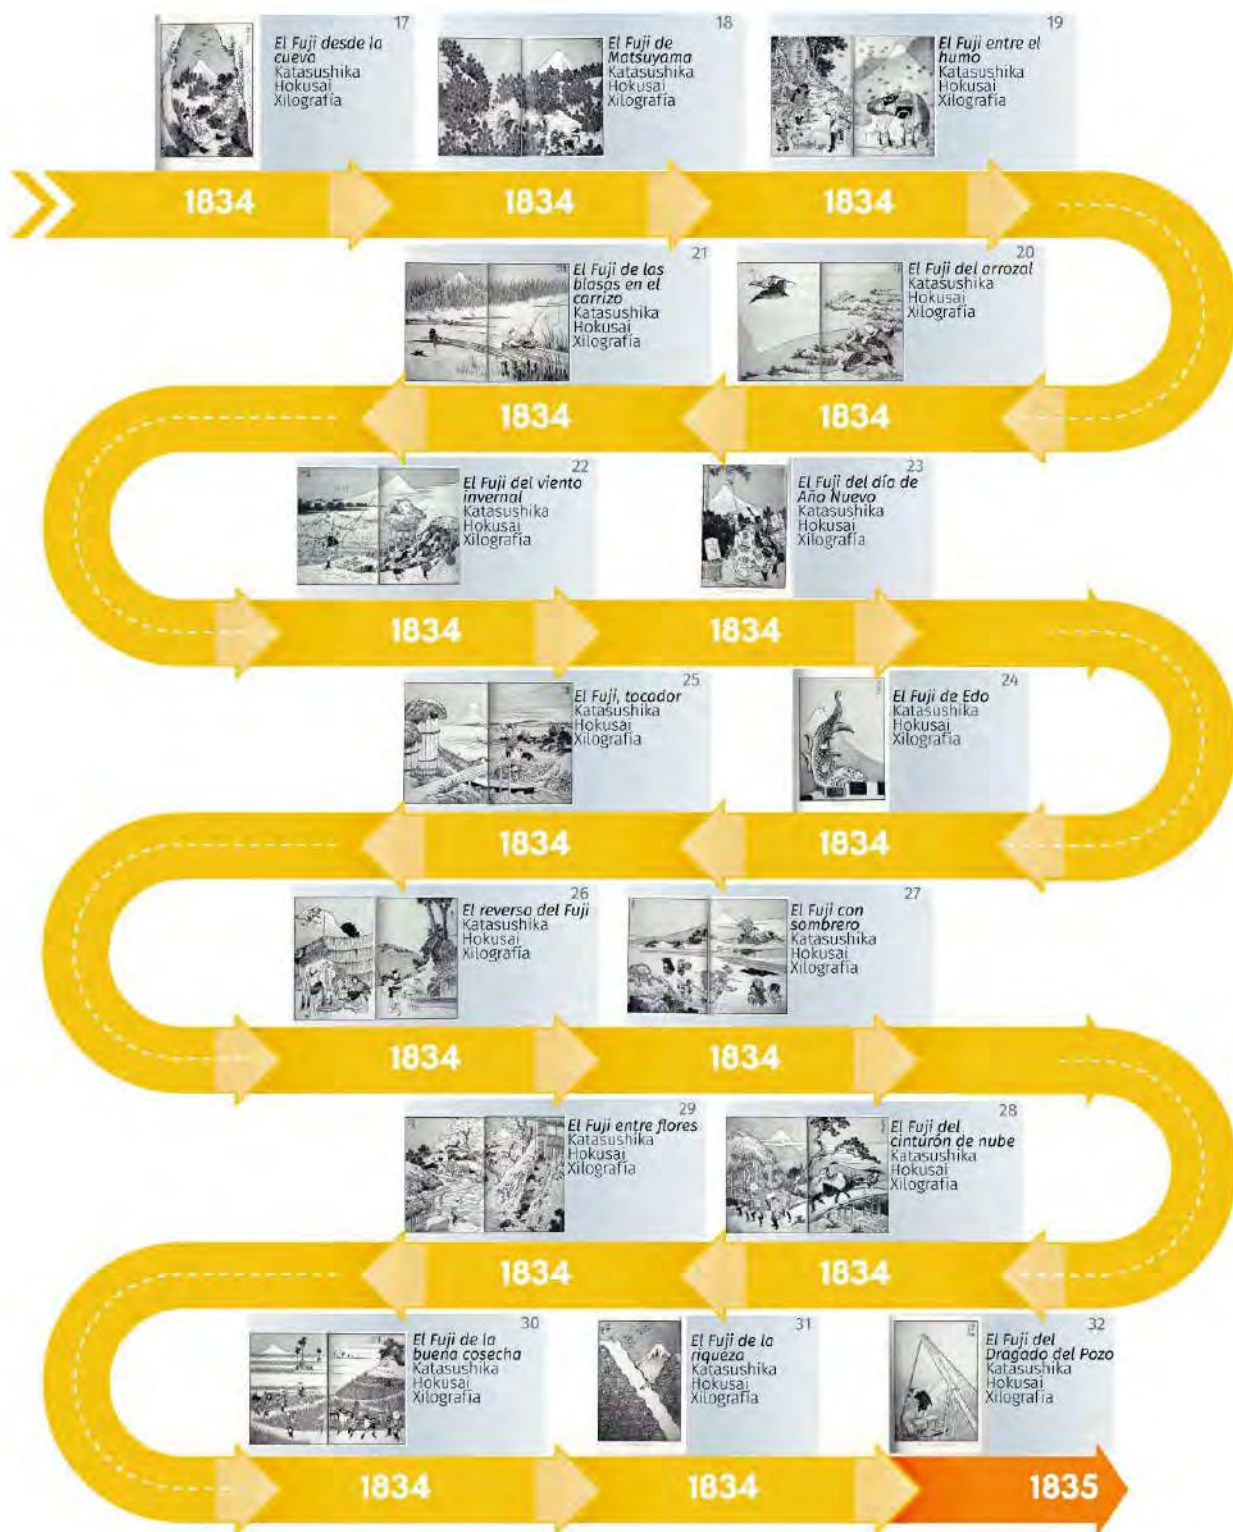 17
El Fuji desde la
cueva
Katasushika
Hokusai
Xilografía
18
El Fuji de
Matsuyama
Katasushika
Hokusai
Xilografía
19
El Fuji entre el
humo
Katasushika
Hokusai
Xilografía
1834
1834
1834
21
El Fuji de las
blasas en el
carrizo
Katasushika
Hokusai
Xilografía
20
El Fuji del arrozal
Katasushika
Hokusai
Xilografía
1834
1834
22
El Fuji del viento
invernal
Katasushika
Hokusai
Xilografía
23
El Fuji del día de
Año Nuevo
Katasushika
Hokusai
Xilografía
1834
1834
25
El Fuji, tocador
Katasushika
Hokusai
Xilografía
24
El Fuji de Edo
Katasushika
Hokusai
Xilografía
1834
1834
26
El reverso del Fuji
Katasushika
Hokusai
Xilografía
27
El Fuji con
sombrero
Katasushika
Hokusai
Xilografía
1834
1834
29
El Fuji entre flores
Katasushika
Hokusai
Xilografía
28
El Fuji del
cinturón de nube
Katasushika
Hokusai
Xilografía
1834
1834
30
El Fuji de la
buena cosecha
Katasushika
Hokusai
Xilografía
31
El Fuji de la
riqueza
Katasushika
Hokusai
Xilografía
32
El Fuji del
Dragado del Pozo
Katasushika
Hokusai
Xilografía
1834
1834
1835